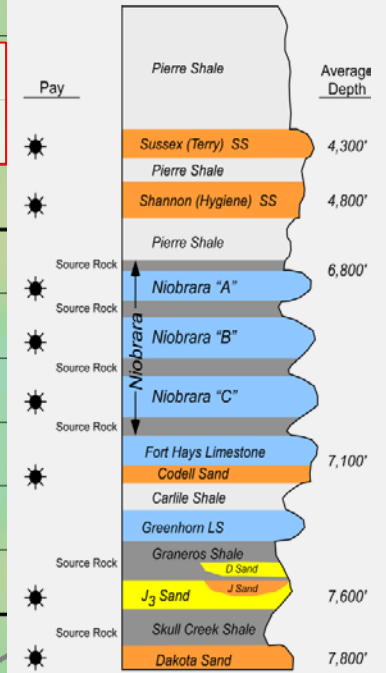 Pay
Average
Depth
Pierre Shale
Sussex (Terry) SS
4,300'
Pierre Shale
Shannon (Hygiene) SS
4,800'
Pierre Shale
Source Rock
6,800'
Niobrara "A"
Source Rock
Niobrara
Niobrara "B"
Source Rock
Niobrara "C"
Source Rock
Fort Hays Limestone
7,100'
Codell Sand
Carlile Shale
Greenhorn LS
Graneros Shale
Source Rock
D Sand
J Sand
J3 Sand
7,600'
Source Rock
Skull Creek Shale
Dakota Sand
7,800'